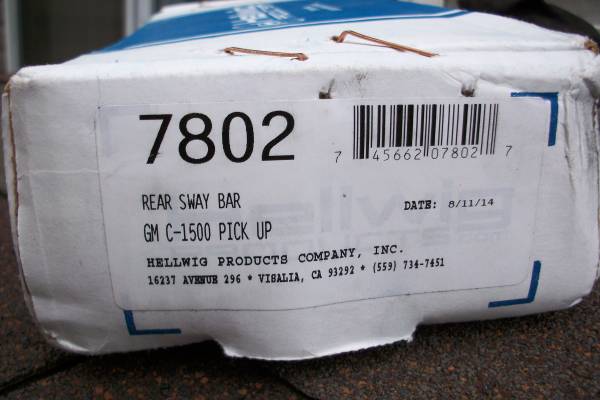 7802
7 45662 07802 7
REAR SWAY BAR
DATE: 8/11/14
GM C-1500 PICK UP
HELLWIG PRODUCTS COMPANY, INC.
16237 AVENUE 296 * VISALIA, CA 93292 * (559) 734-7451